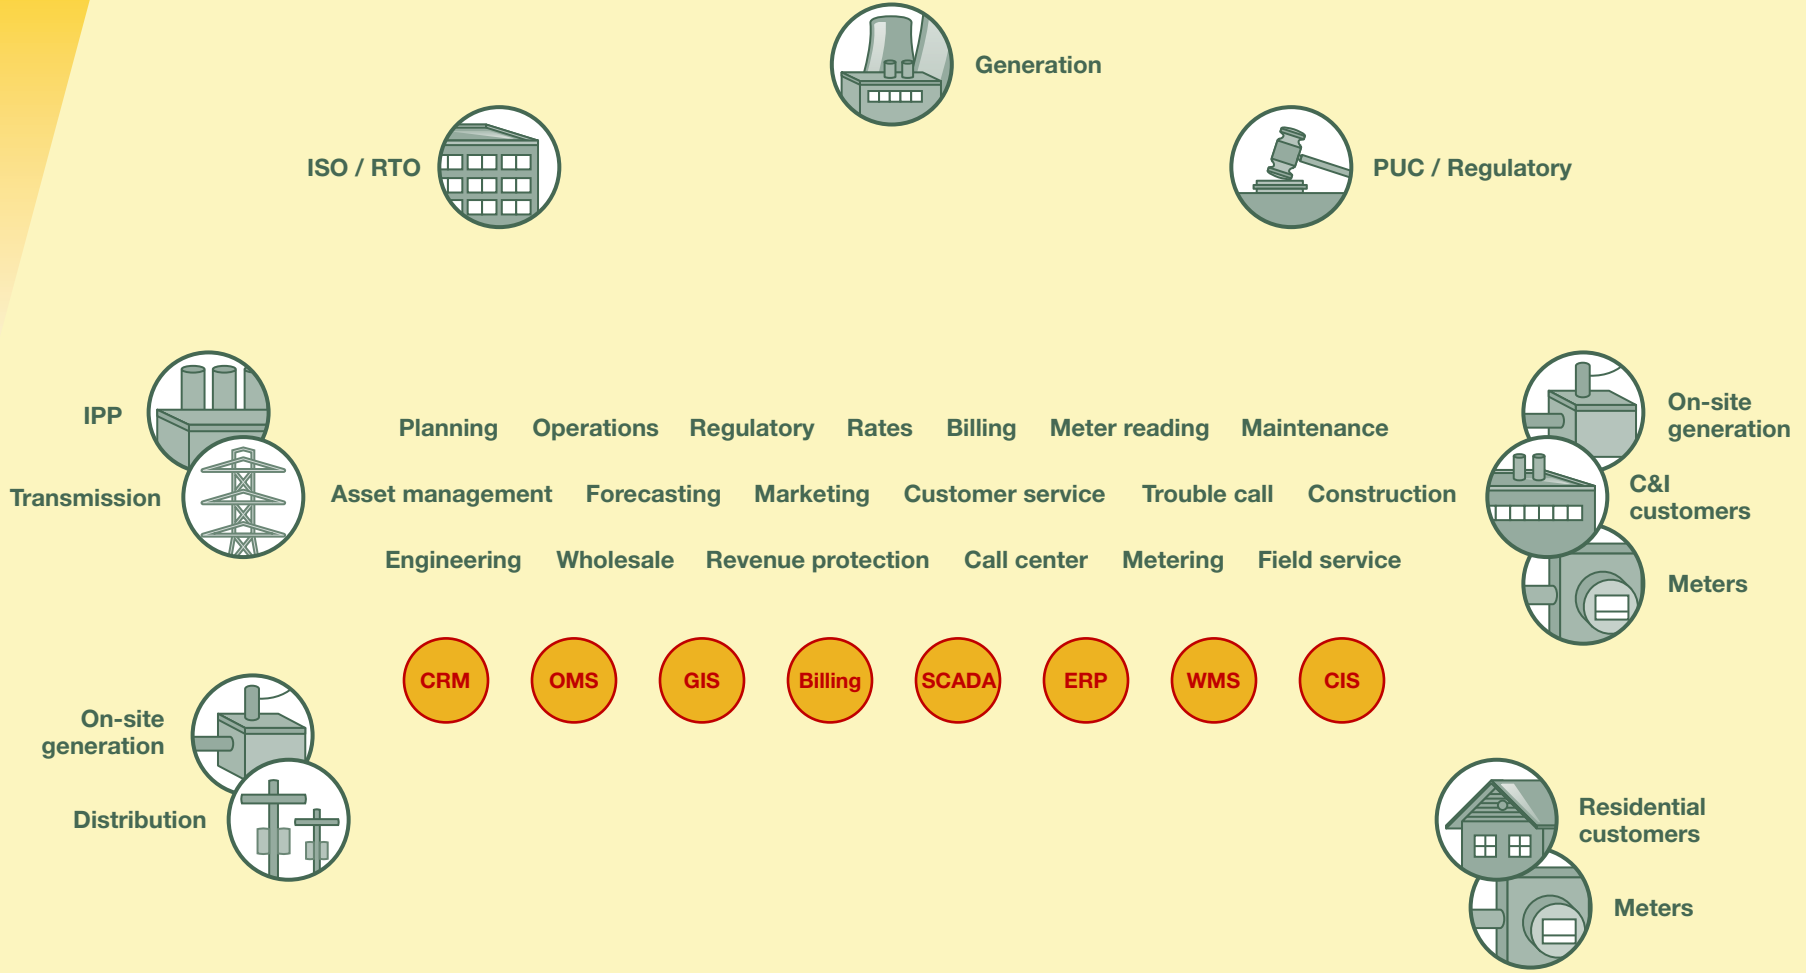 Generation
ISO / RTO
PUC / Regulatory
IPP
On-site
generation
Planning Operations Regulatory Rates Billing Meter reading Maintenance
Transmission
Asset management Forecasting Marketing Customer service Trouble call Construction
C&I
customers
Engineering Wholesale Revenue protection Call center Metering Field service
Meters
CRM OMS GIS Billing SCADA ERP WMS CIS
On-site
generation
Distribution
Residential
customers
Meters